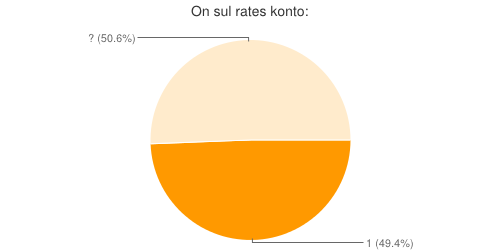 On sul rates konto:
? (50.6%)
1 (49.4%)